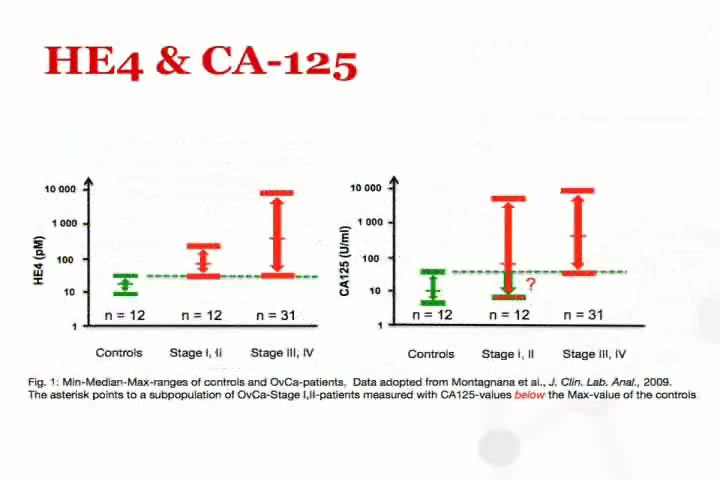 HE4 & CA-125
HE4 (pM)
10 000
1 000
100
10
1
n = 12
n = 12
n = 31
Controls
Stage I, II
Stage III, IV
CA125 (U/ml)
10 000
1 000
100
10
1
?
n = 12
n = 12
n = 31
Controls
Stage I, II
Stage III, IV
Fig. 1: Min-Median-Max-ranges of controls and OvCa-patients, Data adopted from Montagnana et al., J. Clin. Lab. Anal., 2009.
The asterisk points to a subpopulation of OvCa-Stage I,II-patients measured with CA125-values below the Max-value of the controls